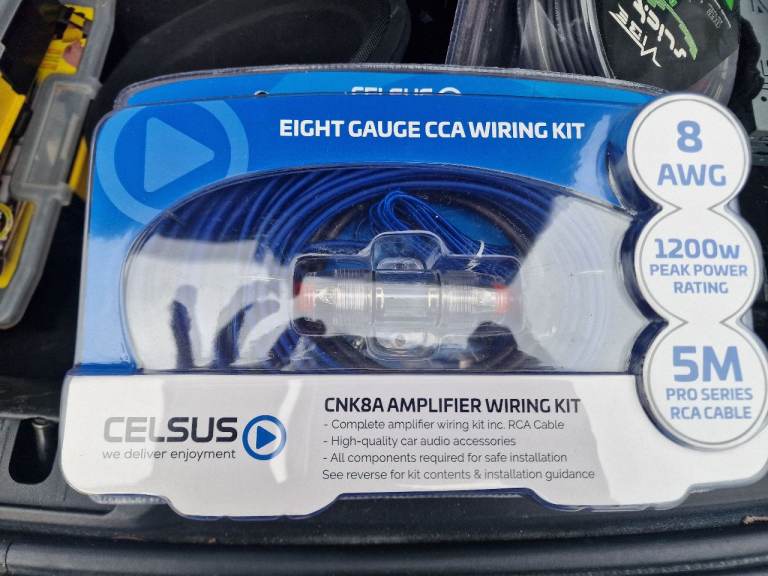 VIBE
SLICK
CELSUS
EIGHT GAUGE CCA WIRING KIT
8
AWG
1200w
PEAK POWER
RATING
5M
PRO SERIES
RCA CABLE
CELSUS
we deliver enjoyment
CNK8A AMPLIFIER WIRING KIT
- Complete amplifier wiring kit inc. RCA Cable
- High-quality car audio accessories
- All components required for safe installation
See reverse for kit contents & installation guidance